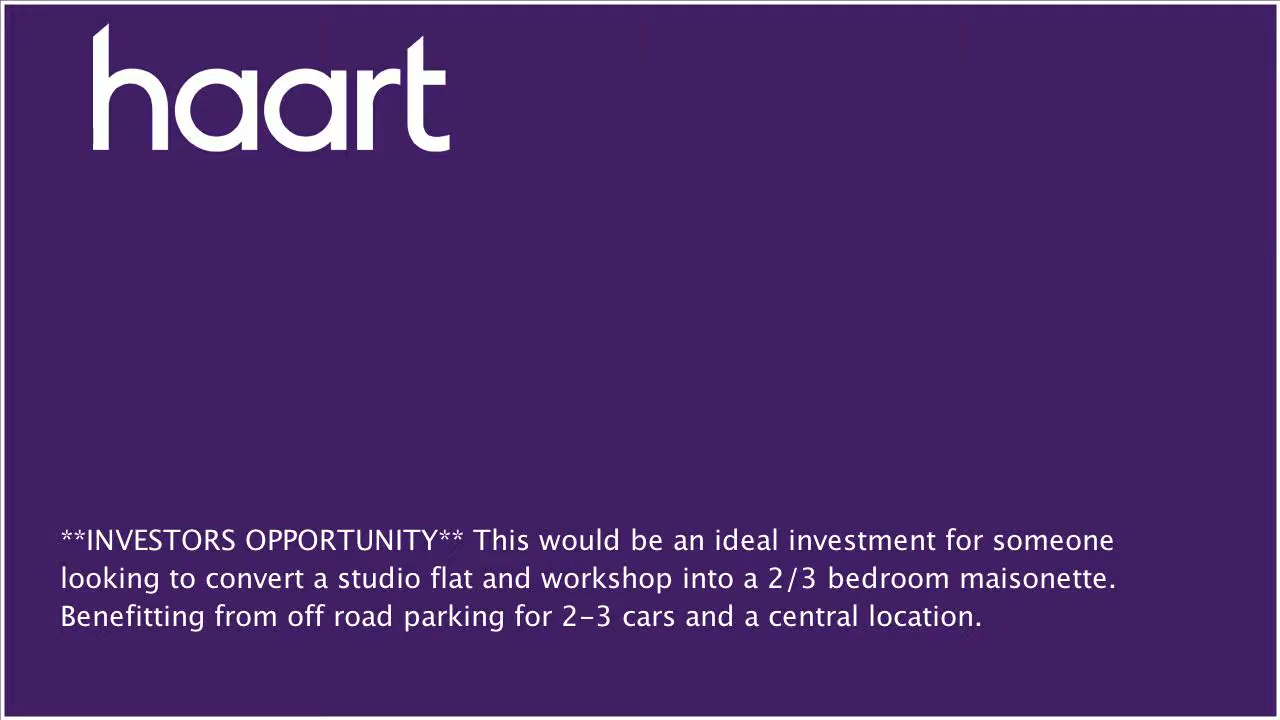 haart
**INVESTORS OPPORTUNITY** This would be an ideal investment for someone
looking to convert a studio flat and workshop into a 2/3 bedroom maisonette.
Benefitting from off road parking for 2-3 cars and a central location.